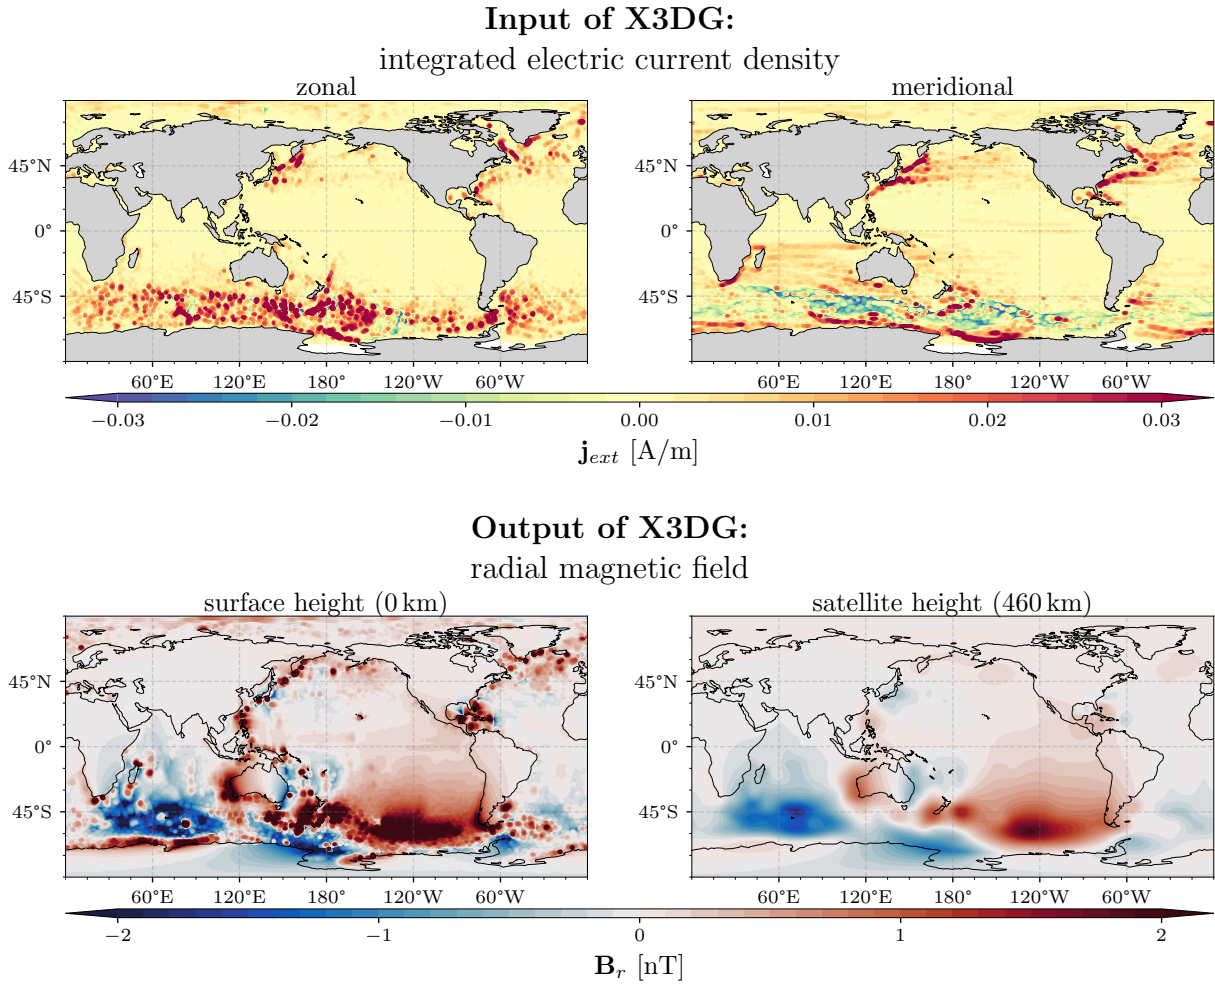 Input of X3DG:
integrated electric current density
zonal
meridional
45°N
0°
45°S
60°E 120°E 180° 120°W 60°W
60°E 120°E 180° 120°W 60°W
−0.03 −0.02 −0.01 0.00 0.01 0.02 0.03
j_ext [A/m]
Output of X3DG:
radial magnetic field
surface height (0 km)
satellite height (460 km)
45°N
0°
45°S
45°N
0°
45°S
60°E 120°E 180° 120°W 60°W
45°N
0°
45°S
60°E 120°E 180° 120°W 60°W
−2 −1 0 1 2
B_r [nT]